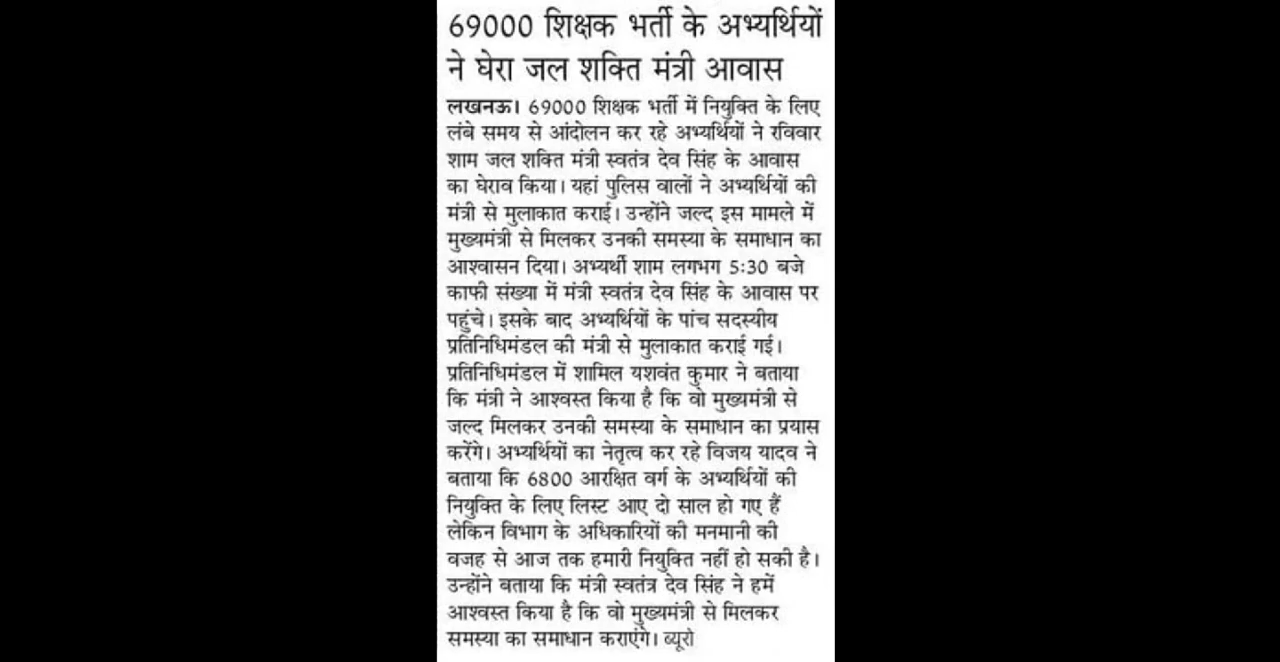 69000 शिक्षक भर्ती के अभ्यर्थियों
ने घेरा जल शक्ति मंत्री आवास
लखनऊ। 69000 शिक्षक भर्ती में नियुक्ति के लिए
लंबे समय से आंदोलन कर रहे अभ्यर्थियों ने रविवार
शाम जल शक्ति मंत्री स्वतंत्र देव सिंह के आवास
का घेराव किया। यहां पुलिस वालों ने अभ्यर्थियों की
मंत्री से मुलाकात कराई। उन्होंने जल्द इस मामले में
मुख्यमंत्री से मिलकर उनकी समस्या के समाधान का
आश्वासन दिया। अभ्यर्थी शाम लगभग 5:30 बजे
काफी संख्या में मंत्री स्वतंत्र देव सिंह के आवास पर
पहुंचे। इसके बाद अभ्यर्थियों के पांच सदस्यीय
प्रतिनिधिमंडल की मंत्री से मुलाकात कराई गई।
प्रतिनिधिमंडल में शामिल यशवंत कुमार ने बताया
कि मंत्री ने आश्वस्त किया है कि वो मुख्यमंत्री से
जल्द मिलकर उनकी समस्या के समाधान का प्रयास
करेंगे। अभ्यर्थियों का नेतृत्व कर रहे विजय यादव ने
बताया कि 6800 आरक्षित वर्ग के अभ्यर्थियों की
नियुक्ति के लिए लिस्ट आए दो साल हो गए हैं
लेकिन विभाग के अधिकारियों की मनमानी की
वजह से आज तक हमारी नियुक्ति नहीं हो सकी है।
उन्होंने बताया कि मंत्री स्वतंत्र देव सिंह ने हमें
आश्वस्त किया है कि वो मुख्यमंत्री से मिलकर
समस्या का समाधान कराएंगे। ब्यूरो